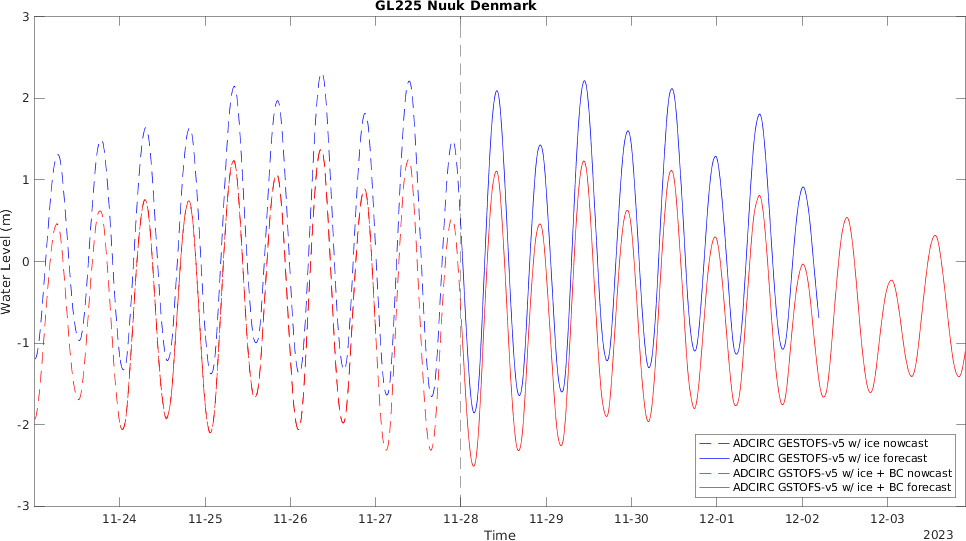 GL225 Nuuk Denmark
3
2
1
0
-1
-2
-3
Water Level (m)
11-24 11-25 11-26 11-27 11-28 11-29 11-30 12-01 12-02 12-03
Time
2023
ADCIRC GESTOFS-v5 w/ ice nowcast
ADCIRC GESTOFS-v5 w/ ice forecast
ADCIRC GSTOFS-v5 w/ ice + BC nowcast
ADCIRC GSTOFS-v5 w/ ice + BC forecast